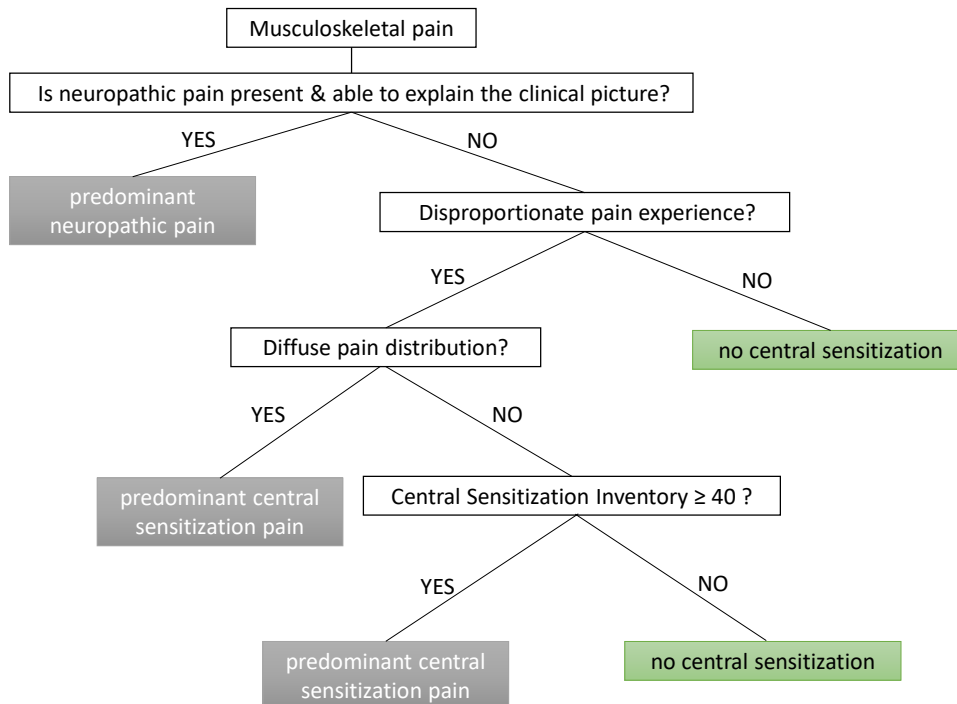 Musculoskeletal pain
Is neuropathic pain present & able to explain the clinical picture?
YES
NO
predominant
neuropathic pain
Disproportionate pain experience?
YES
NO
Diffuse pain distribution?
no central sensitization
YES
NO
predominant central
sensitization pain
Central Sensitization Inventory ≥ 40 ?
YES
NO
predominant central
sensitization pain
no central sensitization